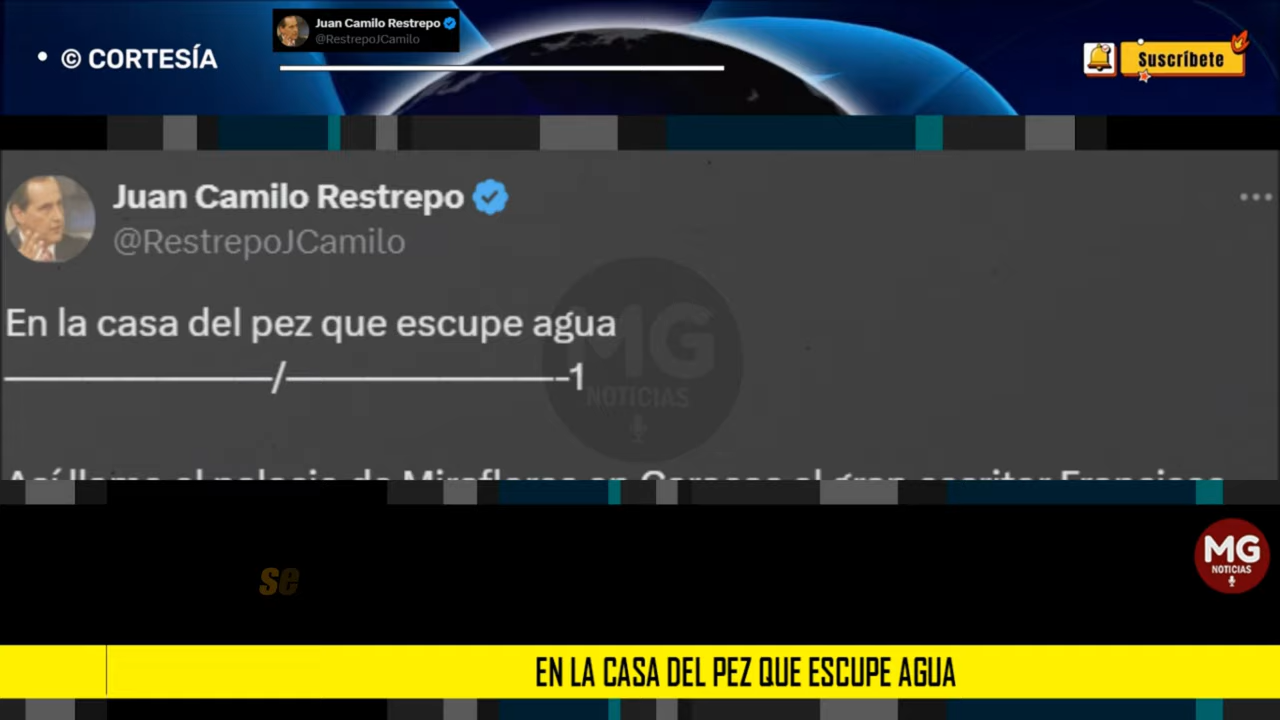 • © CORTESÍA
Juan Camilo Restrepo
@RestrepoJCamilo
Suscríbete
Juan Camilo Restrepo
@RestrepoJCamilo
En la casa del pez que escupe agua
————————/————————-1
MG
NOTICIAS
se
MG
NOTICIAS
EN LA CASA DEL PEZ QUE ESCUPE AGUA